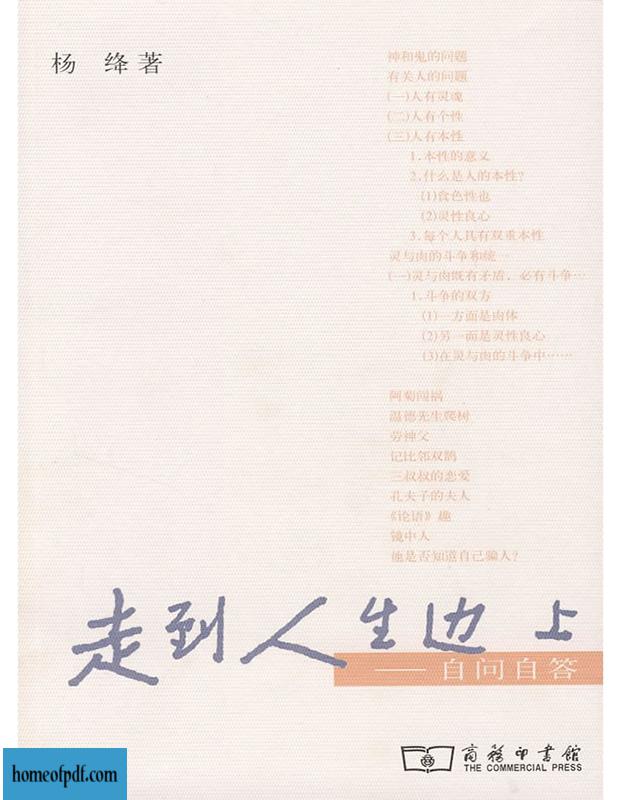 杨 绛 著
神和鬼的问题
有关人的问题
(一)人有灵魂
(二)人有个性
(三)人有本性
1.本性的意义
2.什么是人的本性?
(1)食色性也
(2)灵性良心
3.每个人具有双重本性
灵与肉的斗争和统一
(一)灵与肉既有矛盾,必有斗争…
1.斗争的双方
(1)一方面是肉体
(2)另一面是灵性良心
(3)在灵与肉的斗争中……
阿菊闯祸
温德先生爬树
劳神父
记比邻双鹊
三叔叔的恋爱
孔夫子的夫人
《论语》趣
镜中人
他是否知道自己骗人?
走到人生边上
——自问自答
商務印書館
THE COMMERCIAL PRESS
homeofpdf.com